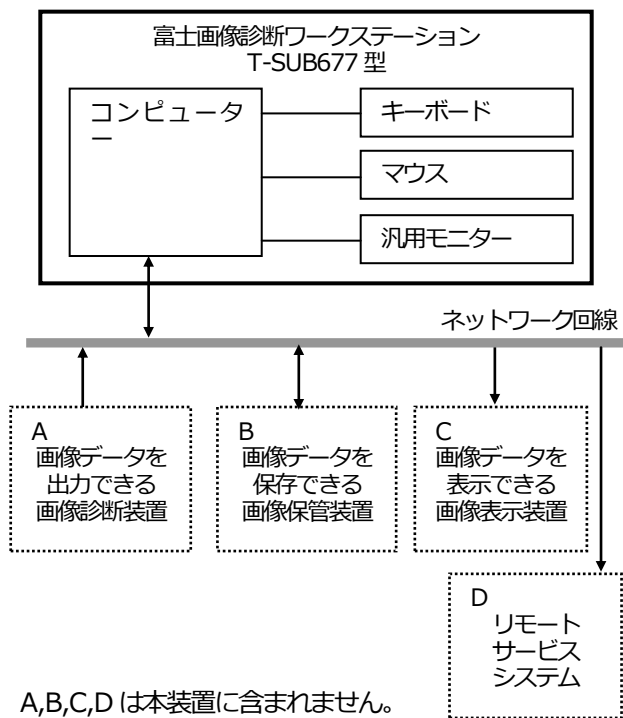 富士画像診断ワークステーション
T-SUB677 型
コンピュータ
ー
キーボード
マウス
汎用モニター
ネットワーク回線
A
画像データを
出力できる
画像診断装置
B
画像データを
保存できる
画像保管装置
C
画像データを
表示できる
画像表示装置
D
リモート
サービス
システム
A,B,C,D は本装置に含まれません。